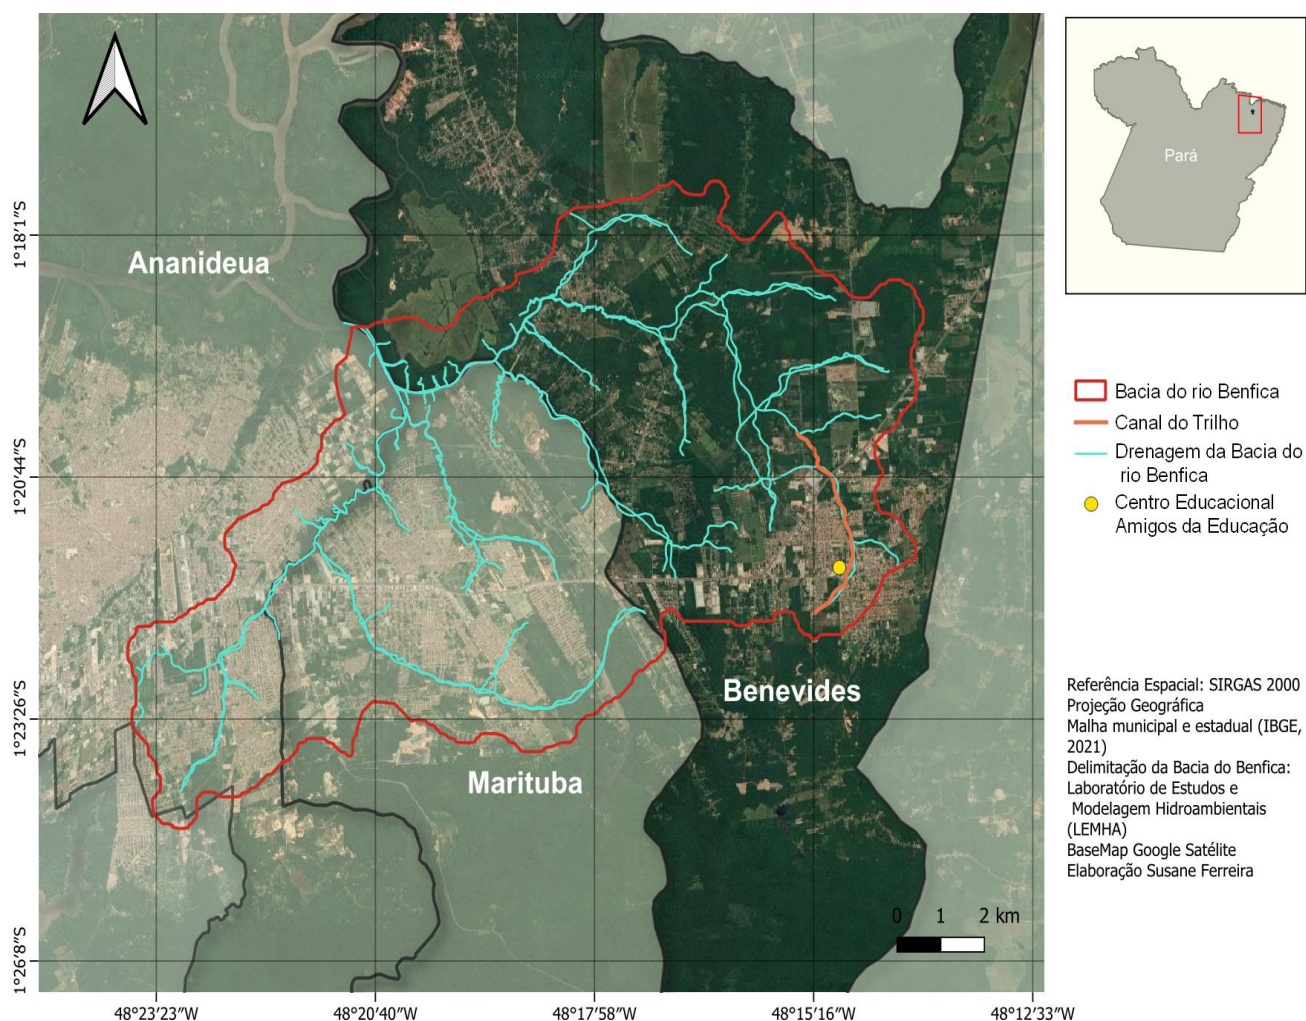 Pará
Ananideua
Benevides
Marituba
1°18′1″S
1°20′44″S
1°23′26″S
1°26′8″S
48°23′23″W
48°20′40″W
48°17′58″W
48°15′16″W
48°12′33″W
0 1 2 km
Bacia do rio Benfica
Canal do Trilho
Drenagem da Bacia do
rio Benfica
Centro Educacional
Amigos da Educação
Referência Espacial: SIRGAS 2000
Projeção Geográfica
Malha municipal e estadual (IBGE,
2021)
Delimitação da Bacia do Benfica:
Laboratório de Estudos e
Modelagem Hidroambientais
(LEMHA)
BaseMap Google Satélite
Elaboração Susane Ferreira